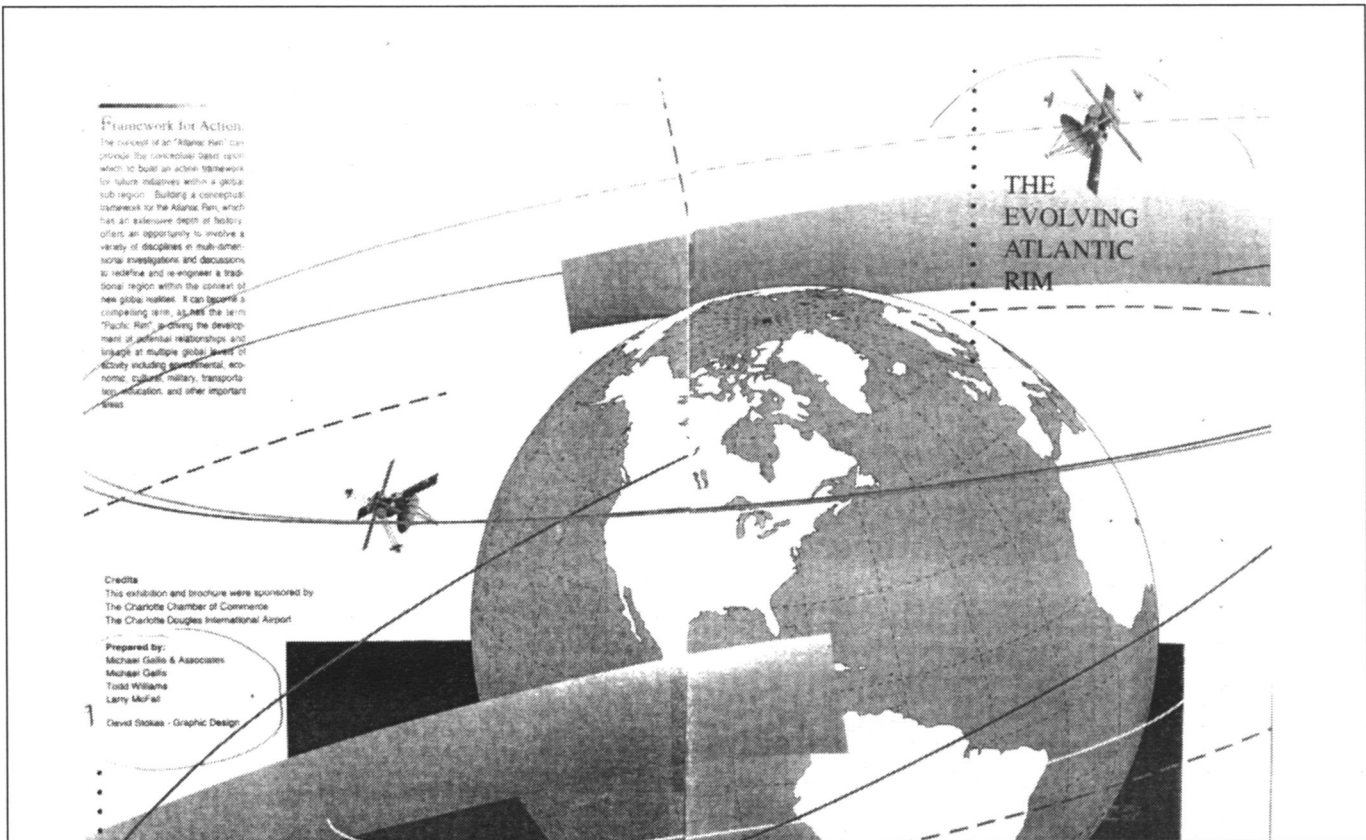 Framework for Action
The concept of an "Atlantic Rim" can
provide the conceptual basis upon
which to build an action framework
for future initiatives within a global
sub region. Building a conceptual
framework for the Atlantic Rim, which
has an extensive depth of history,
offers an opportunity to involve a
variety of disciplines in multi-dimen-
sional investigations and discussions
to redefine and re-engineer a tradi-
tional region within the context of
new global realities. It can become a
compelling term, as has the term
"Pacific Rim" in driving the develop-
ment of potential relationships and
linkage at multiple global levels of
activity including environmental, eco-
nomic, cultural, military, transporta-
tion, education, and other important
areas
THE
EVOLVING
ATLANTIC
RIM
Credits
This exhibition and brochure were sponsored by
The Charlotte Chamber of Commerce
The Charlotte Douglas International Airport
Prepared by:
Michael Gallis & Associates
Michael Gallis
Todd Williams
Larry McFall
David Stokes - Graphic Design